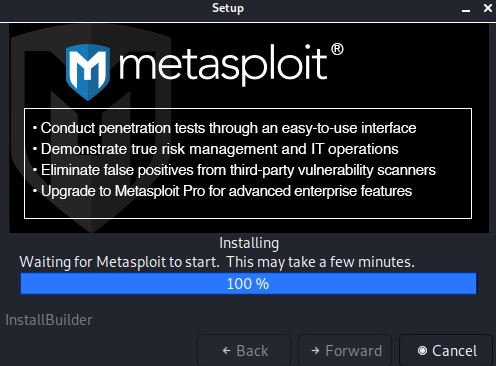 Setup
metasploit®
• Conduct penetration tests through an easy-to-use interface
• Demonstrate true risk management and IT operations
• Eliminate false positives from third-party vulnerability scanners
• Upgrade to Metasploit Pro for advanced enterprise features
Installing
Waiting for Metasploit to start. This may take a few minutes.
100 %
InstallBuilder
Back Forward Cancel